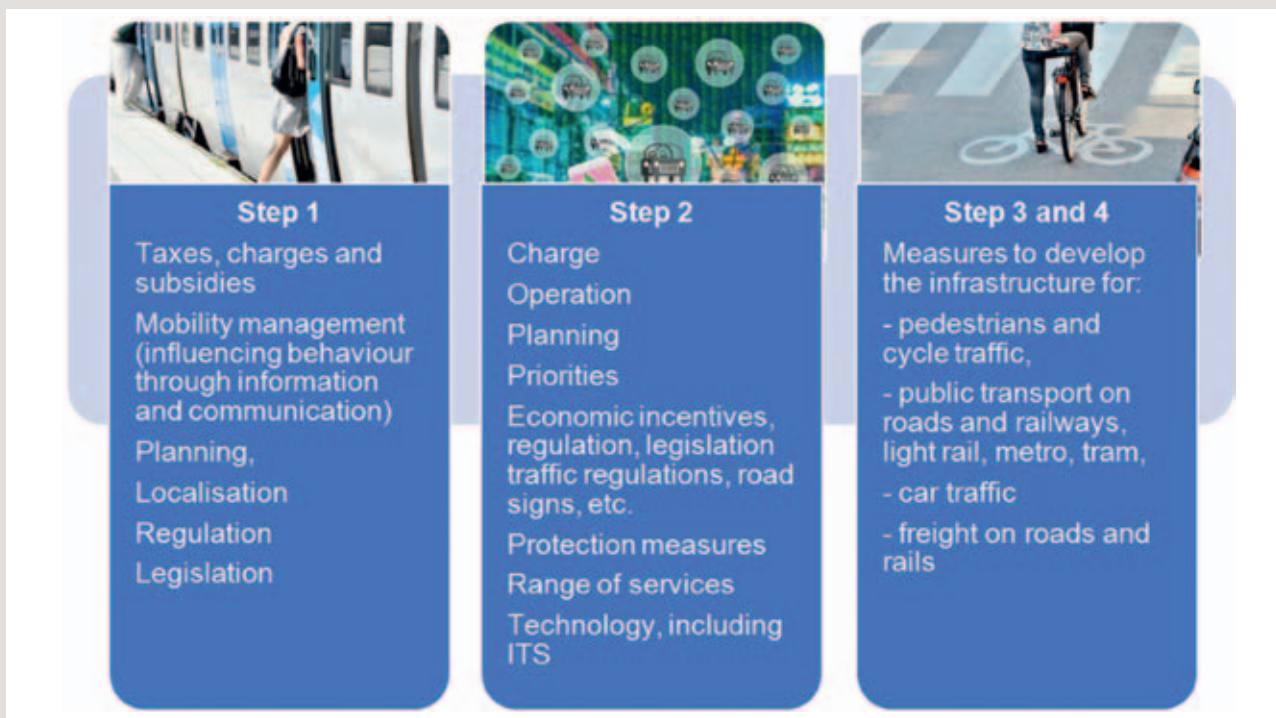 Step 1
Taxes, charges and
subsidies
Mobility management
(influencing behaviour
through information
and communication)
Planning,
Localisation
Regulation
Legislation
Step 2
Charge
Operation
Planning
Priorities
Economic incentives,
regulation, legislation
traffic regulations, road
signs, etc.
Protection measures
Range of services
Technology, including
ITS
Step 3 and 4
Measures to develop
the infrastructure for:
- pedestrians and
cycle traffic,
- public transport on
roads and railways,
light rail, metro, tram,
- car traffic
- freight on roads and
rails